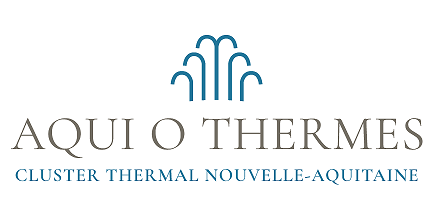 AQUI O THERMES
CLUSTER THERMAL NOUVELLE-AQUITAINE